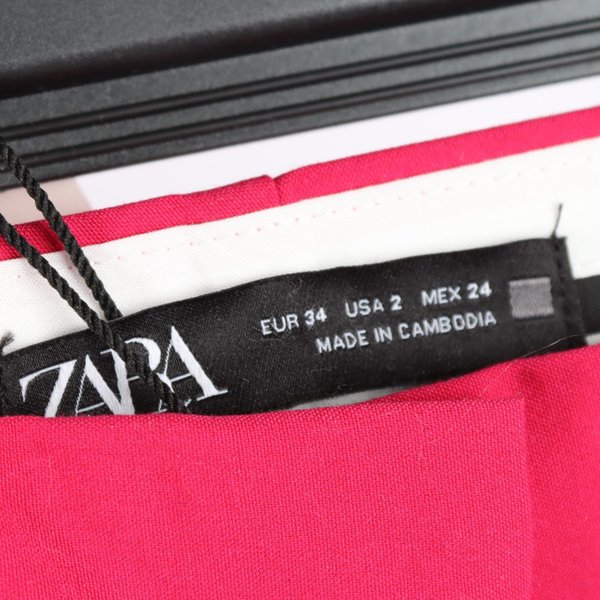 ZARA
EUR 34 USA 2 MEX 24
MADE IN CAMBODIA